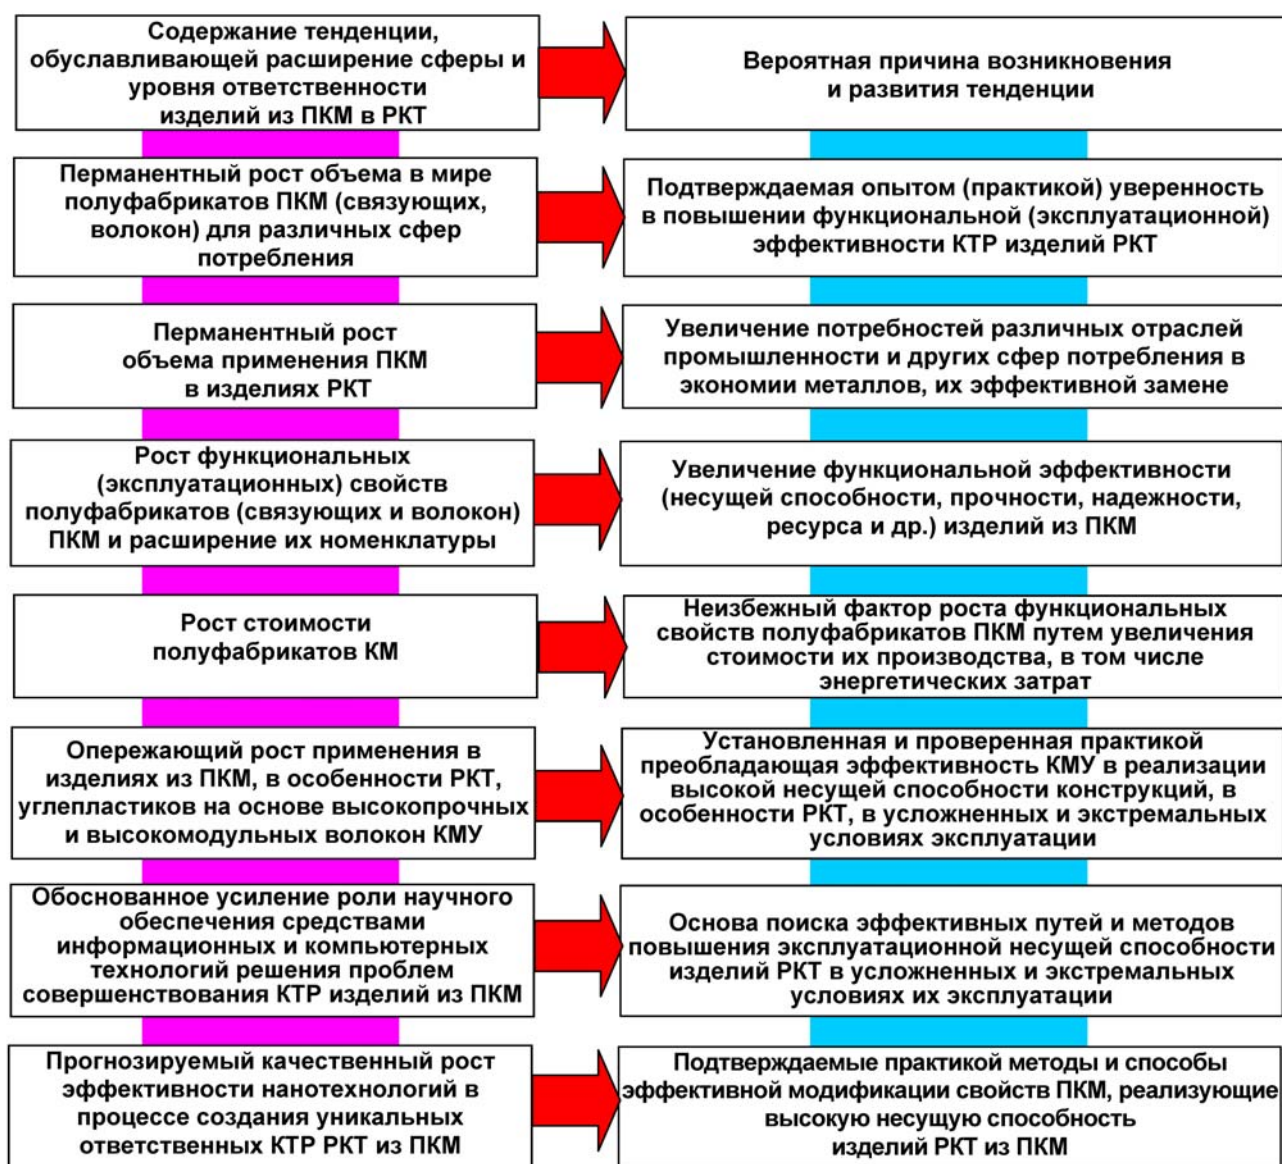 Содержание тенденции,
обуславливающей расширение сферы и
уровня ответственности
изделий из ПКМ в РКТ
Вероятная причина возникновения
и развития тенденции
Перманентный рост объема в мире
полуфабрикатов ПКМ (связующих,
волокон) для различных сфер
потребления
Подтверждаемая опытом (практикой) уверенность
в повышении функциональной (эксплуатационной)
эффективности КТР изделий РКТ
Перманентный рост
объема применения ПКМ
в изделиях РКТ
Увеличение потребностей различных отраслей
промышленности и других сфер потребления в
экономии металлов, их эффективной замене
Рост функциональных
(эксплуатационных) свойств
полуфабрикатов (связующих и волокон)
ПКМ и расширение их номенклатуры
Увеличение функциональной эффективности
(несущей способности, прочности, надежности,
ресурса и др.) изделий из ПКМ
Рост стоимости
полуфабрикатов КМ
Неизбежный фактор роста функциональных
свойств полуфабрикатов ПКМ путем увеличения
стоимости их производства, в том числе
энергетических затрат
Опережающий рост применения в
изделиях из ПКМ, в особенности РКТ,
углепластиков на основе высокопрочных
и высокомодульных волокон КМУ
Установленная и проверенная практикой
преобладающая эффективность КМУ в реализации
высокой несущей способности конструкций, в
особенности РКТ, в усложненных и экстремальных
условиях эксплуатации
Обоснованное усиление роли научного
обеспечения средствами
информационных и компьютерных
технологий решения проблем
совершенствования КТР изделий из ПКМ
Основа поиска эффективных путей и методов
повышения эксплуатационной несущей способности
изделий РКТ в усложненных и экстремальных
условиях их эксплуатации
Прогнозируемый качественный рост
эффективности нанотехнологий в
процессе создания уникальных
ответственных КТР РКТ из ПКМ
Подтверждаемые практикой методы и способы
эффективной модификации свойств ПКМ, реализующие
высокую несущую способность
изделий РКТ из ПКМ